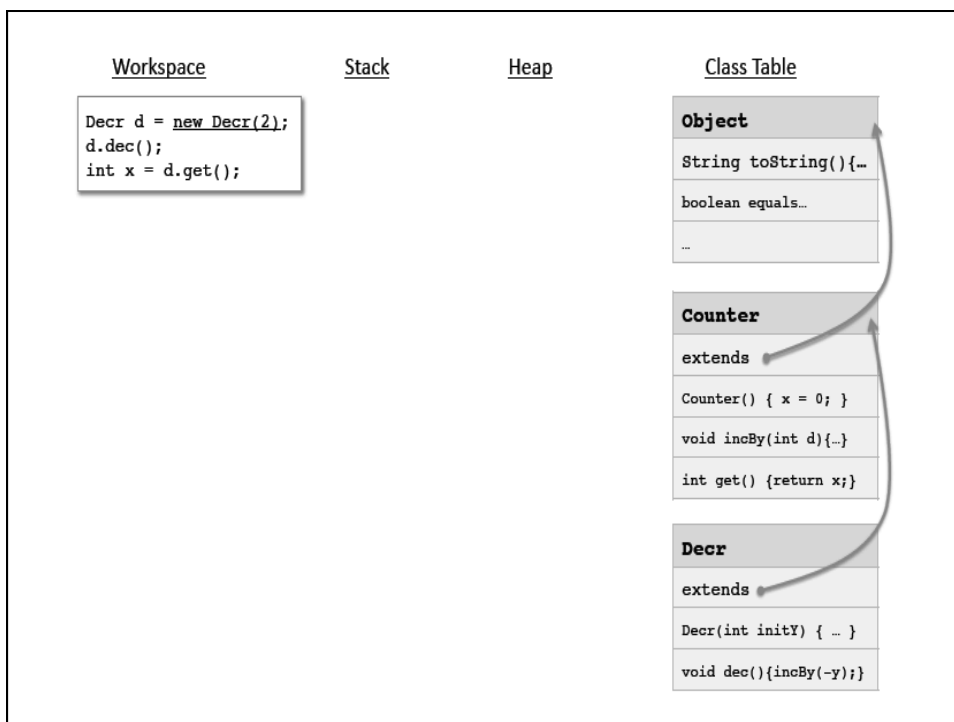 Workspace
Stack
Heap
Class Table
Decr d = new Decr(2);
d.dec();
int x = d.get();
Object
String toString(){…
boolean equals…
…
Counter
extends
Counter() { x = 0; }
void incBy(int d){…}
int get() {return x;}
Decr
extends
Decr(int initY) { … }
void dec(){incBy(-y);}